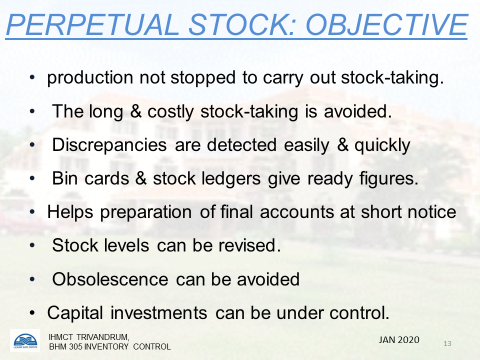 PERPETUAL STOCK: OBJECTIVE
• production not stopped to carry out stock-taking.
• The long & costly stock-taking is avoided.
• Discrepancies are detected easily & quickly
• Bin cards & stock ledgers give ready figures.
• Helps preparation of final accounts at short notice
• Stock levels can be revised.
• Obsolescence can be avoided
• Capital investments can be under control.
IHMCT TRIVANDRUM,
BHM 305 INVENTORY CONTROL
JAN 2020
13